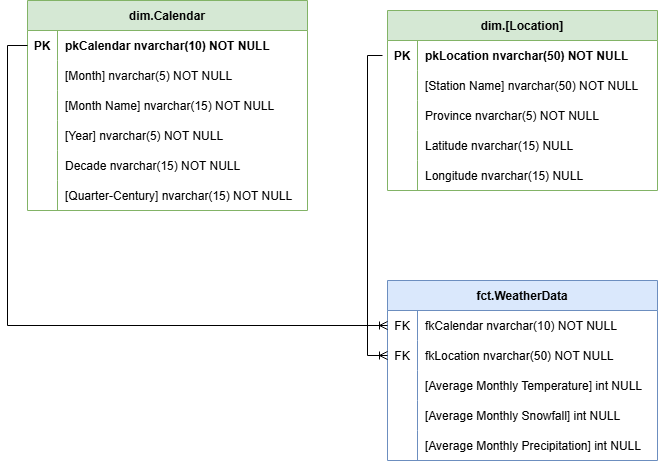 dim.Calendar
PK pkCalendar nvarchar(10) NOT NULL
[Month] nvarchar(5) NOT NULL
[Month Name] nvarchar(15) NOT NULL
[Year] nvarchar(5) NOT NULL
Decade nvarchar(15) NOT NULL
[Quarter-Century] nvarchar(15) NOT NULL
dim.[Location]
PK pkLocation nvarchar(50) NOT NULL
[Station Name] nvarchar(50) NOT NULL
Province nvarchar(5) NOT NULL
Latitude nvarchar(15) NULL
Longitude nvarchar(15) NULL
fct.WeatherData
FK fkCalendar nvarchar(10) NOT NULL
FK fkLocation nvarchar(50) NOT NULL
[Average Monthly Temperature] int NULL
[Average Monthly Snowfall] int NULL
[Average Monthly Precipitation] int NULL